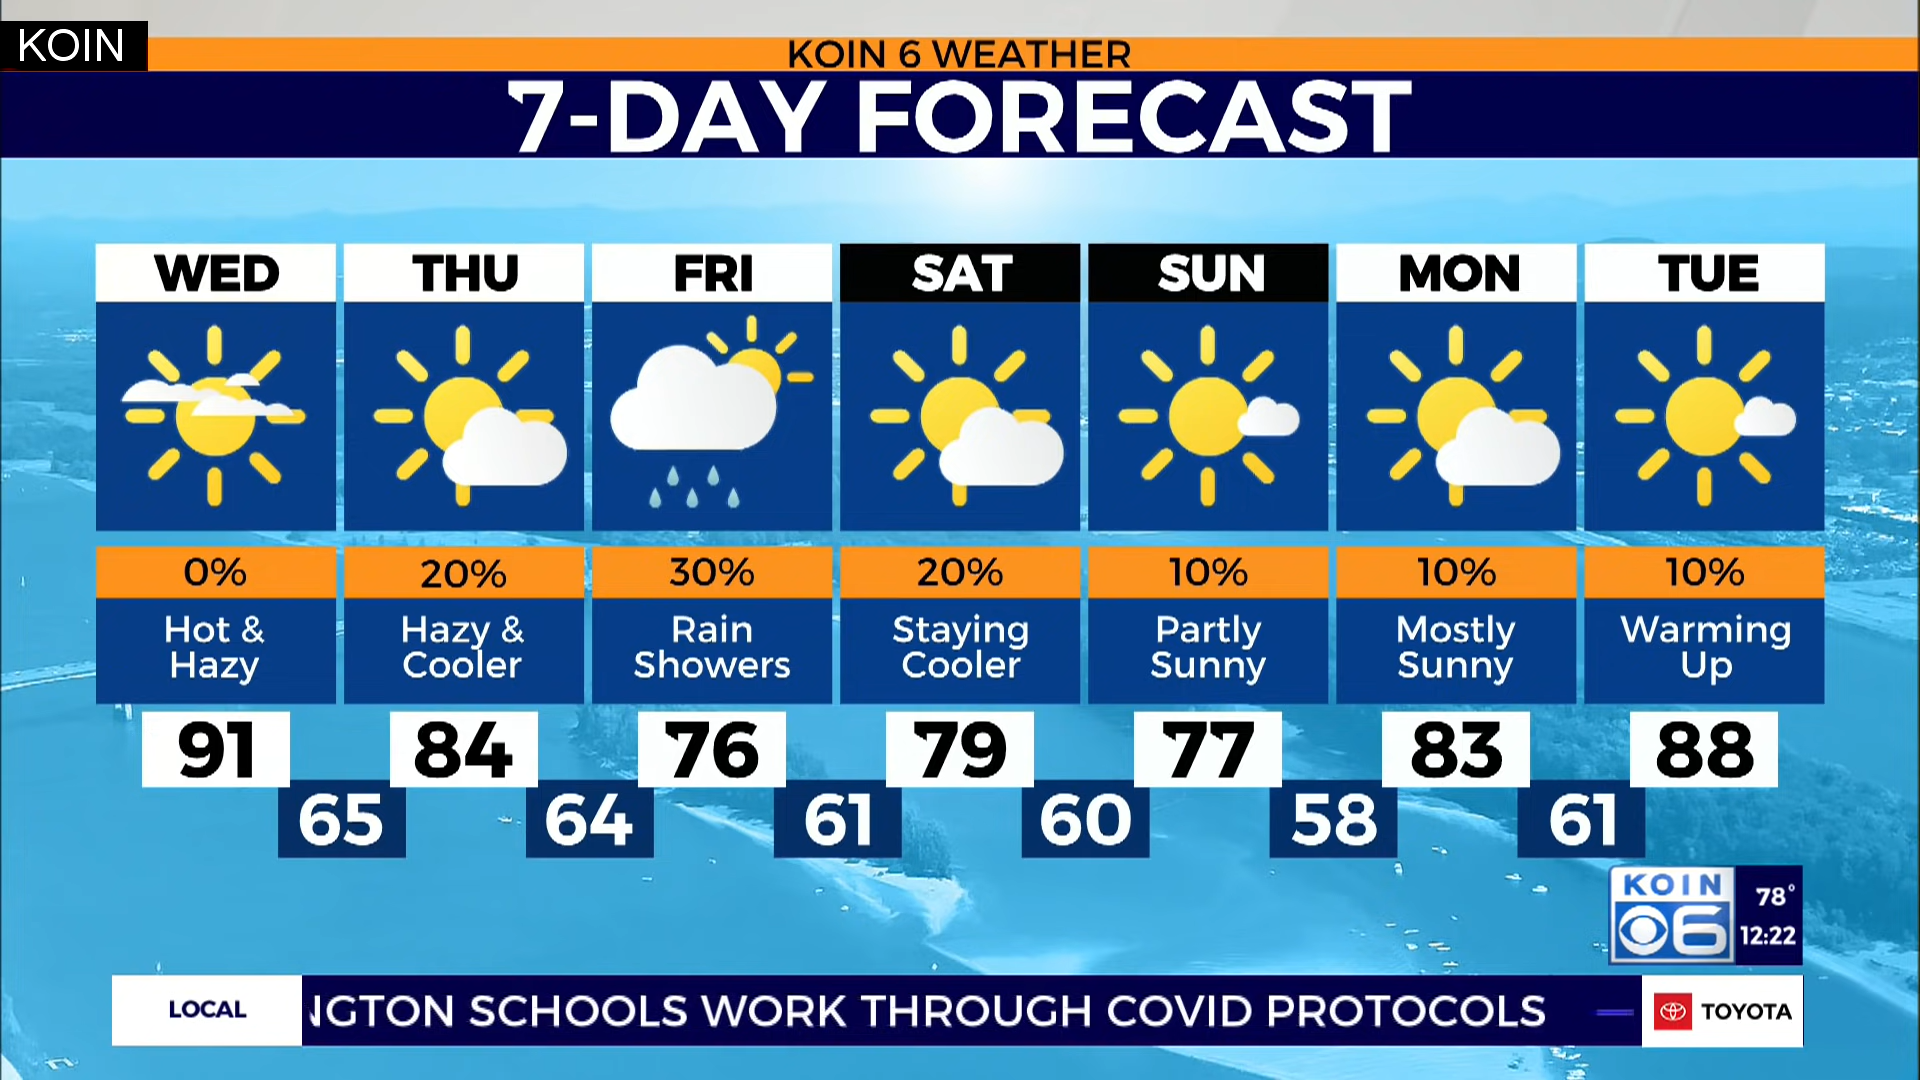 KOIN
KOIN 6 WEATHER
7-DAY FORECAST
WED THU FRI SAT SUN MON TUE
0% 20% 30% 20% 10% 10% 10%
Hot & Hazy & Rain Staying Partly Mostly Warming
Hazy Cooler Showers Cooler Sunny Sunny Up
91 84 76 79 77 83 88
65 64 61 60 58 61
KOIN
6
78°
12:22
LOCAL
NGTON SCHOOLS WORK THROUGH COVID PROTOCOLS
TOYOTA